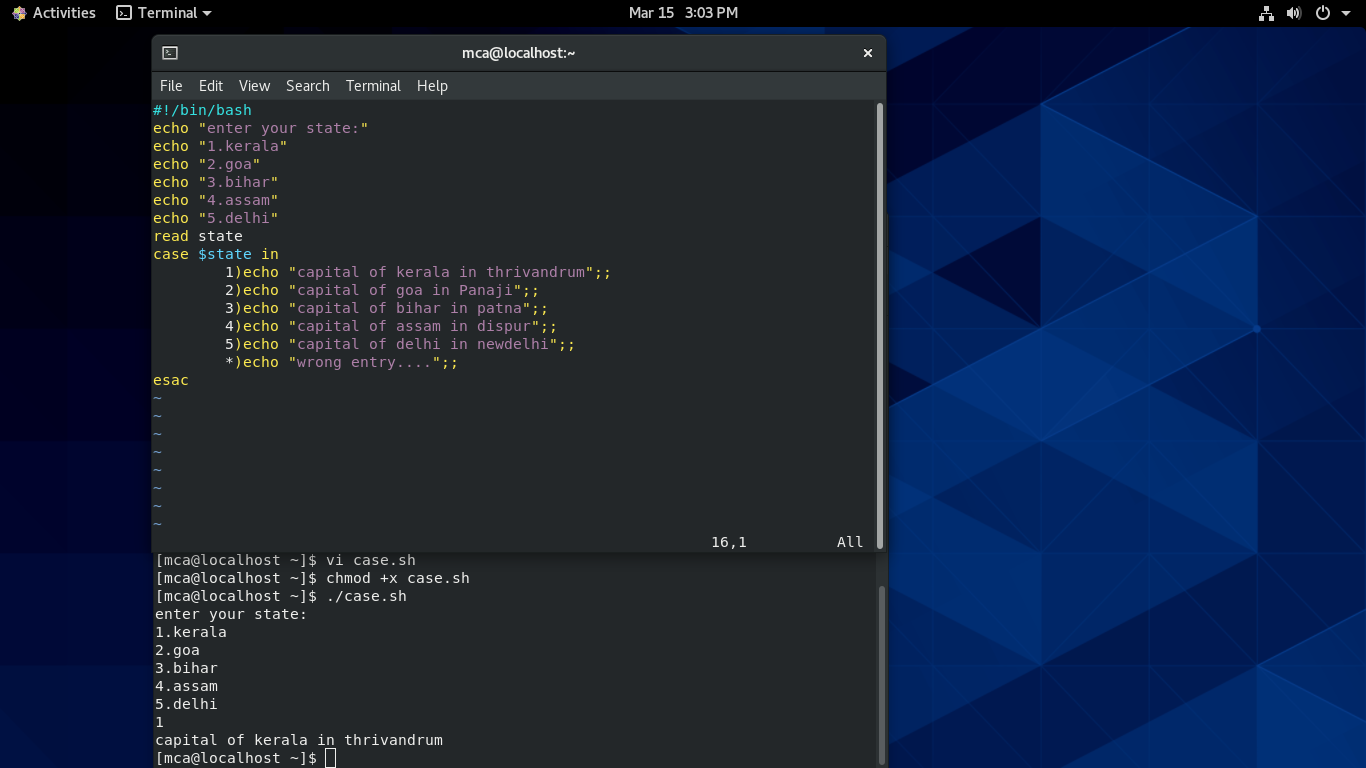 Activities Terminal Mar 15 3:03 PM
mca@localhost:~
File Edit View Search Terminal Help
#!/bin/bash
echo "enter your state:"
echo "1.kerala"
echo "2.goa"
echo "3.bihar"
echo "4.assam"
echo "5.delhi"
read state
case $state in
        1)echo "capital of kerala in thrivandrum";;
        2)echo "capital of goa in Panaji";;
        3)echo "capital of bihar in patna";;
        4)echo "capital of assam in dispur";;
        5)echo "capital of delhi in newdelhi";;
        *)echo "wrong entry....";;
esac
~
~
~
~
~
~
~
~
16,1 All
[mca@localhost ~]$ vi case.sh
[mca@localhost ~]$ chmod +x case.sh
[mca@localhost ~]$ ./case.sh
enter your state:
1.kerala
2.goa
3.bihar
4.assam
5.delhi
1
capital of kerala in thrivandrum
[mca@localhost ~]$